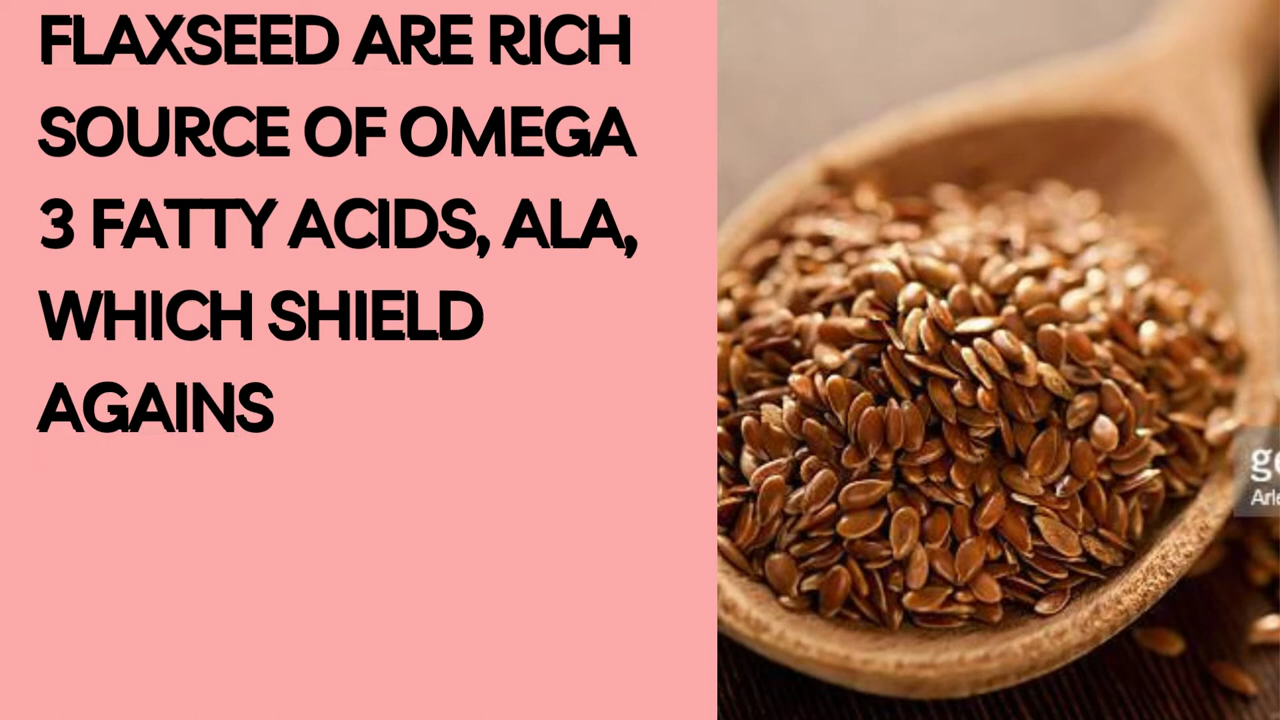 FLAXSEED ARE RICH
SOURCE OF OMEGA
3 FATTY ACIDS, ALA,
WHICH SHIELD
AGAINS